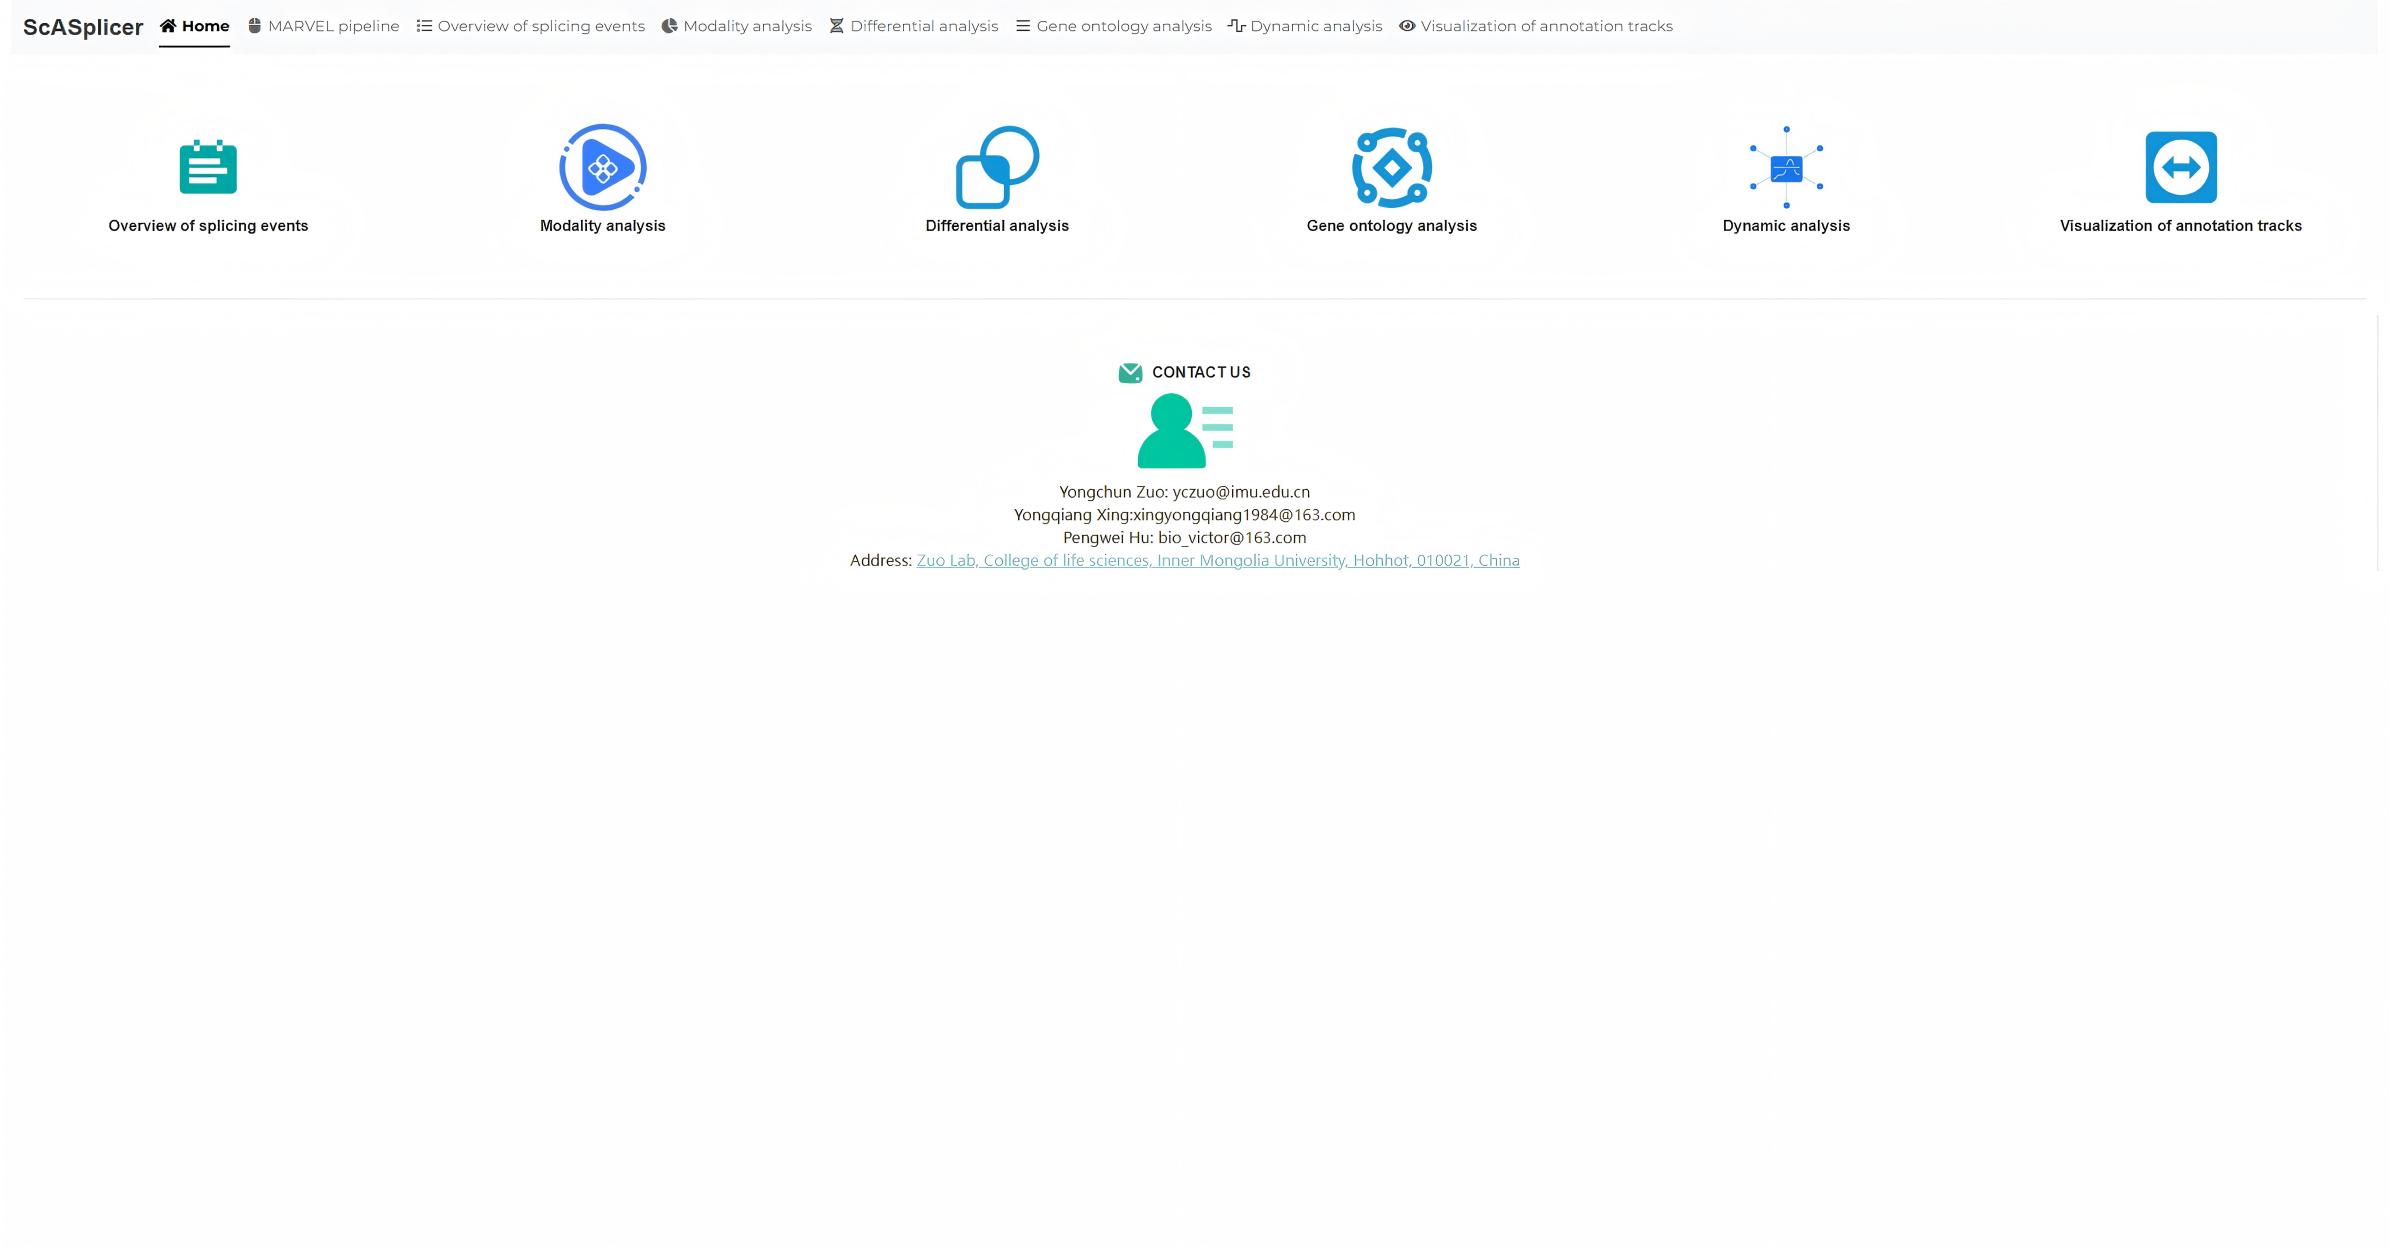 ScASplicer Home MARVEL pipeline Overview of splicing events Modality analysis Differential analysis Gene ontology analysis Dynamic analysis Visualization of annotation tracks
Overview of splicing events Modality analysis Differential analysis Gene ontology analysis Dynamic analysis Visualization of annotation tracks
CONTACT US
Yongchun Zuo: yczuo@imu.edu.cn
Yongqiang Xing:xingyongqiang1984@163.com
Pengwei Hu: bio_victor@163.com
Address: Zuo Lab, College of life sciences, Inner Mongolia University, Hohhot, 010021, China